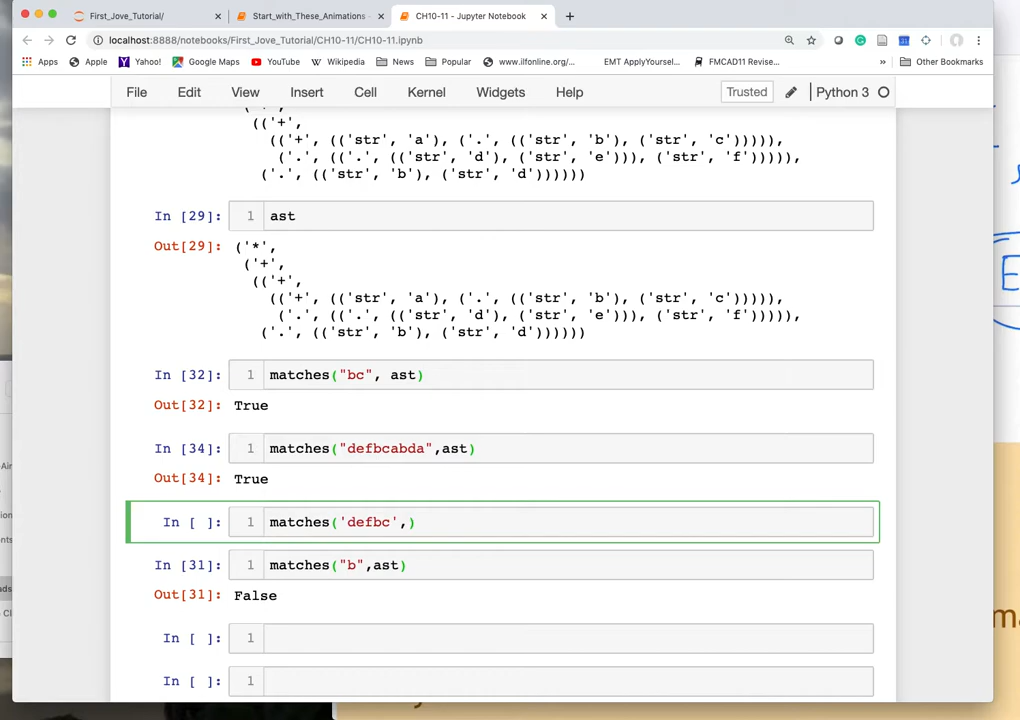 First_Jove_Tutorial/
Start_with_These_Animations -
CH10-11 - Jupyter Notebook
localhost:8888/notebooks/First_Jove_Tutorial/CH10-11/CH10-11.ipynb
Apps Apple Yahoo! Google Maps YouTube Wikipedia News Popular www.ilfonline.org/... EMT ApplyYourself... FMCAD11 Revise... » Other Bookmarks
File Edit View Insert Cell Kernel Widgets Help Trusted Python 3
(('+',
(('+', (('str', 'a'), ('.', (('str', 'b'), ('str', 'c'))))),
('.', (('.', (('str', 'd'), ('str', 'e'))), ('str', 'f'))))),
('.', (('str', 'b'), ('str', 'd'))))))
In [29]: 1 ast
Out[29]: ('*',
('+',
(('+',
(('+', (('str', 'a'), ('.', (('str', 'b'), ('str', 'c'))))),
('.', (('.', (('str', 'd'), ('str', 'e'))), ('str', 'f'))))),
('.', (('str', 'b'), ('str', 'd'))))))
In [32]: 1 matches("bc", ast)
Out[32]: True
In [34]: 1 matches("defbcabda",ast)
Out[34]: True
In [ ]: 1 matches('defbc',)
In [31]: 1 matches("b",ast)
Out[31]: False
In [ ]: 1
In [ ]: 1